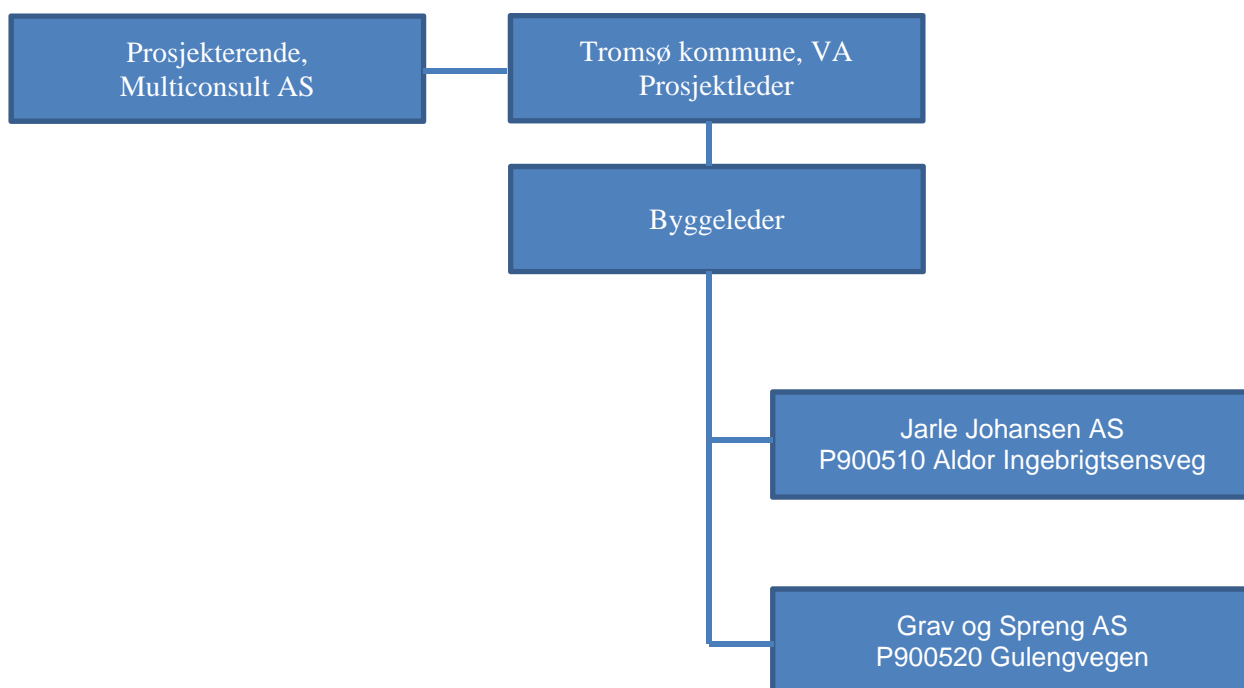 Prosjekterende,
Multiconsult AS
Tromsø kommune, VA
Prosjektleder
Byggeleder
Jarle Johansen AS
P900510 Aldor Ingebrigtsensveg
Grav og Spreng AS
P900520 Gulengvegen